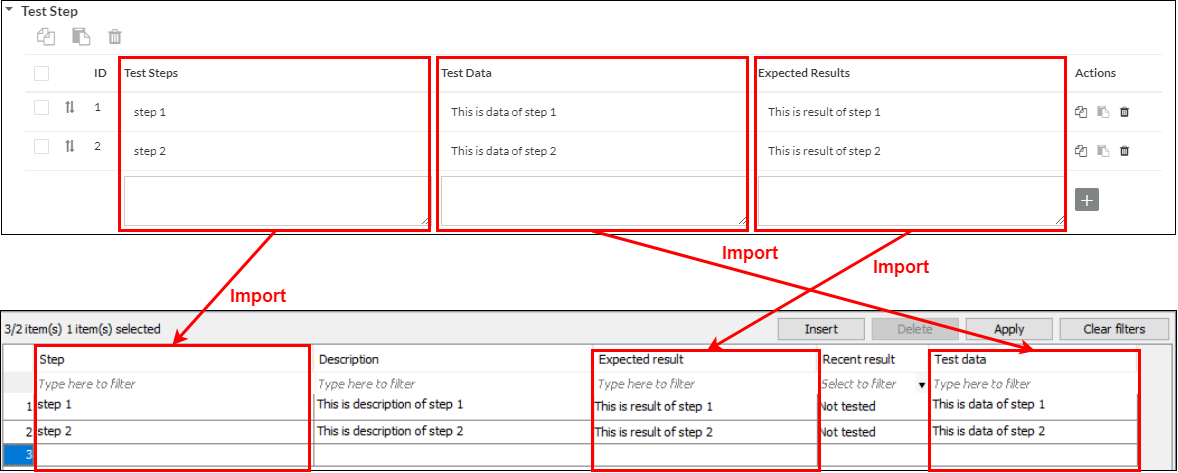 Test Step
ID Test Steps Test Data Expected Results Actions
1 step 1 This is data of step 1 This is result of step 1
2 step 2 This is data of step 2 This is result of step 2
Import
Import
Import
3/2 item(s) 1 item(s) selected Insert Delete Apply Clear filters
Step Description Expected result Recent result Test data
Type here to filter Type here to filter Type here to filter Select to filter Type here to filter
1 step 1 This is description of step 1 This is result of step 1 Not tested This is data of step 1
2 step 2 This is description of step 2 This is result of step 2 Not tested This is data of step 2
3